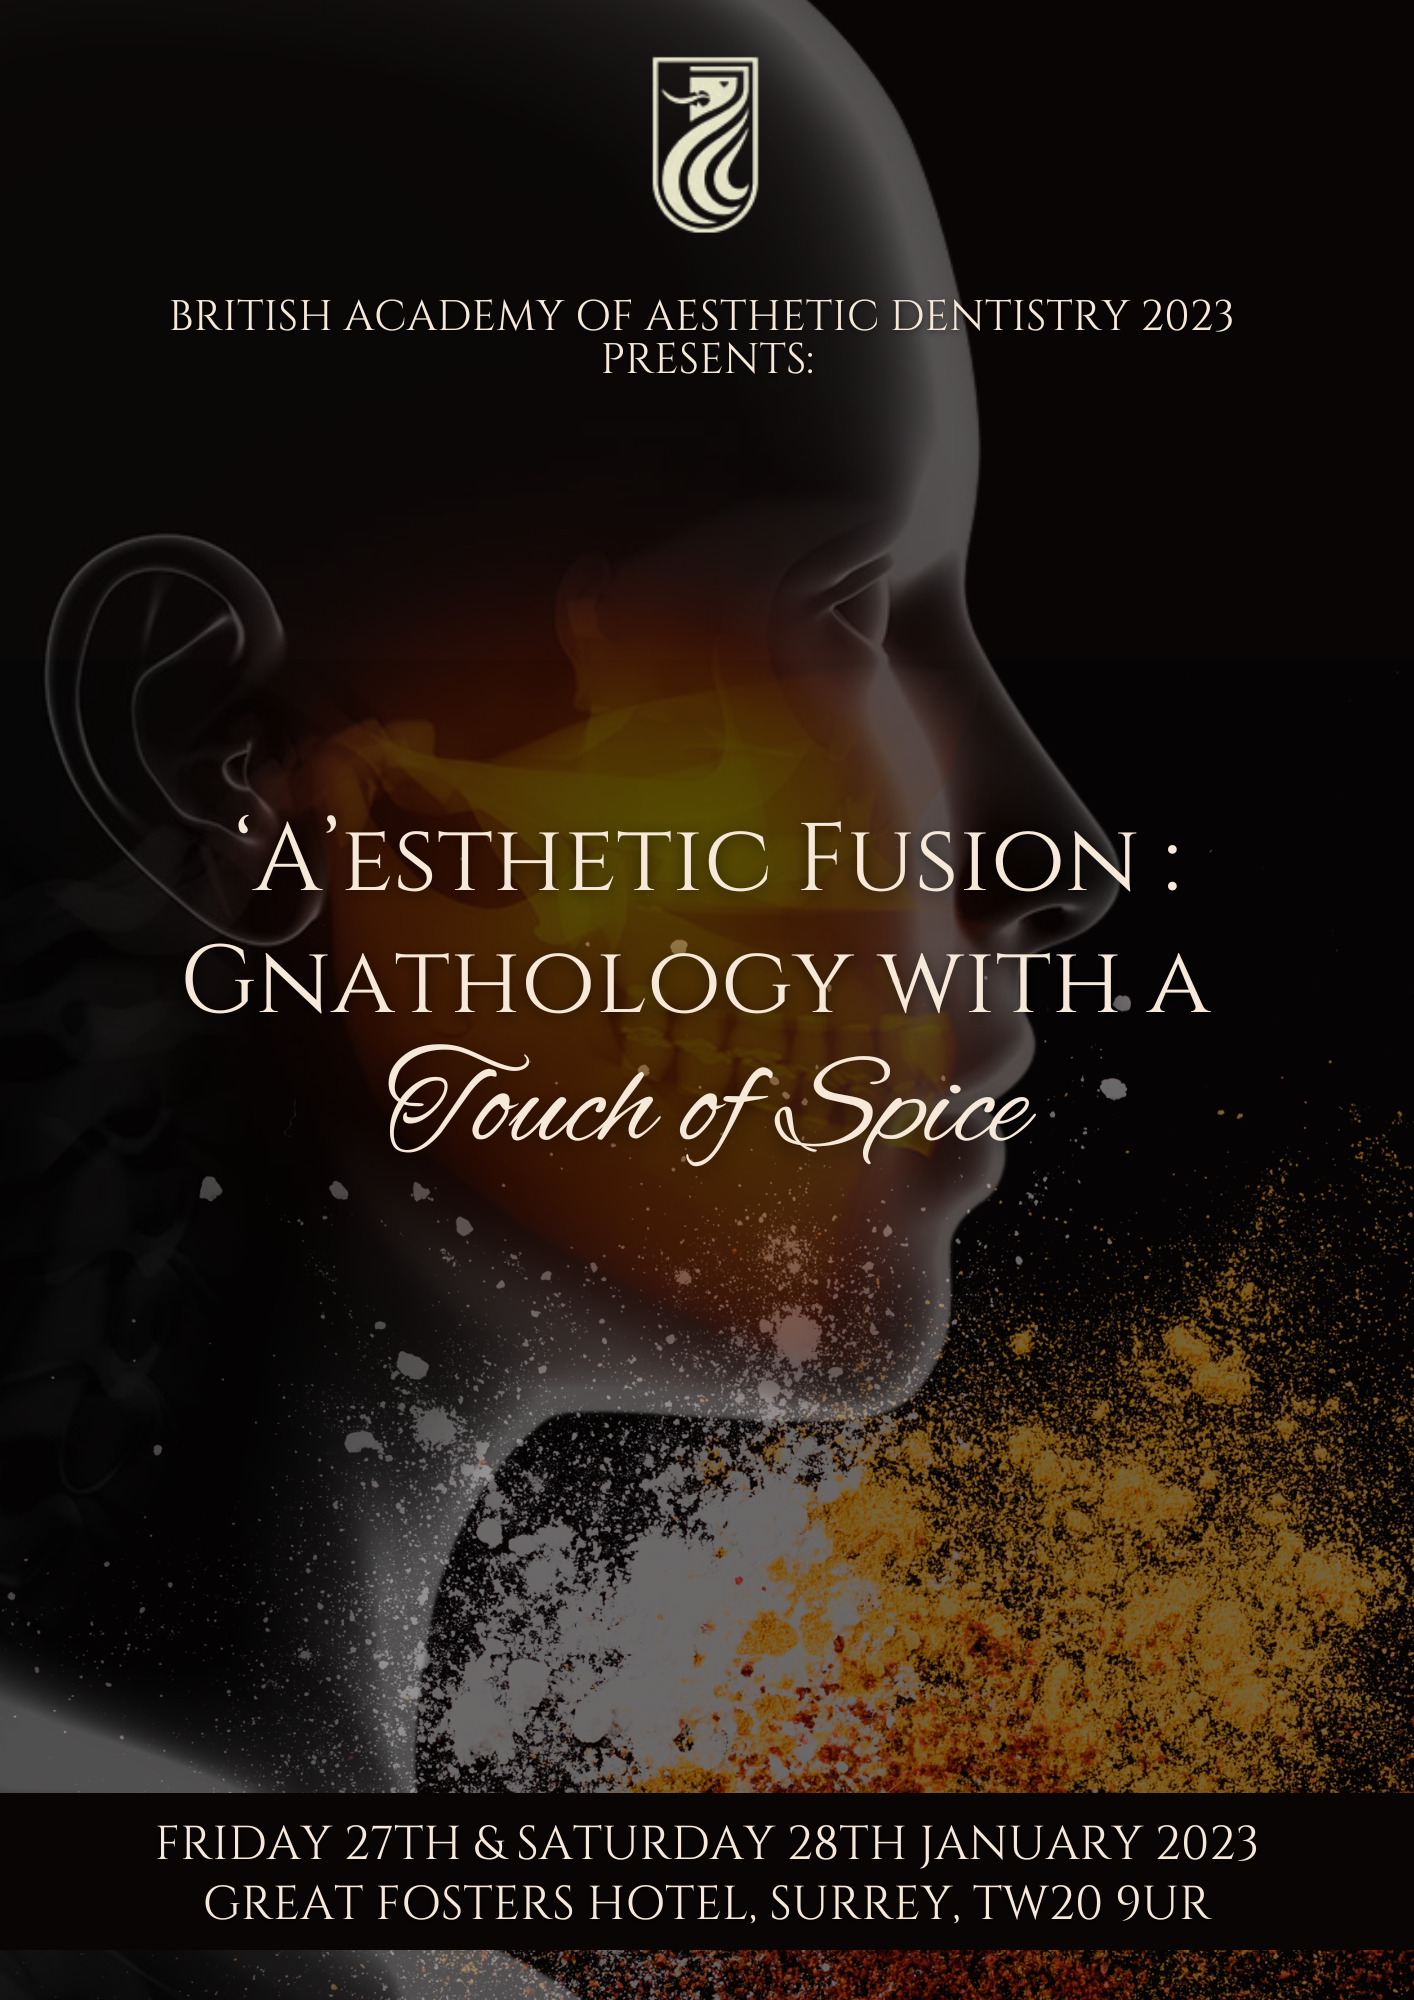 BRITISH ACADEMY OF AESTHETIC DENTISTRY 2023
PRESENTS:
‘A’ESTHETIC FUSION :
GNATHOLOGY WITH A
Touch of Spice
FRIDAY 27TH & SATURDAY 28TH JANUARY 2023
GREAT FOSTERS HOTEL, SURREY, TW20 9UR